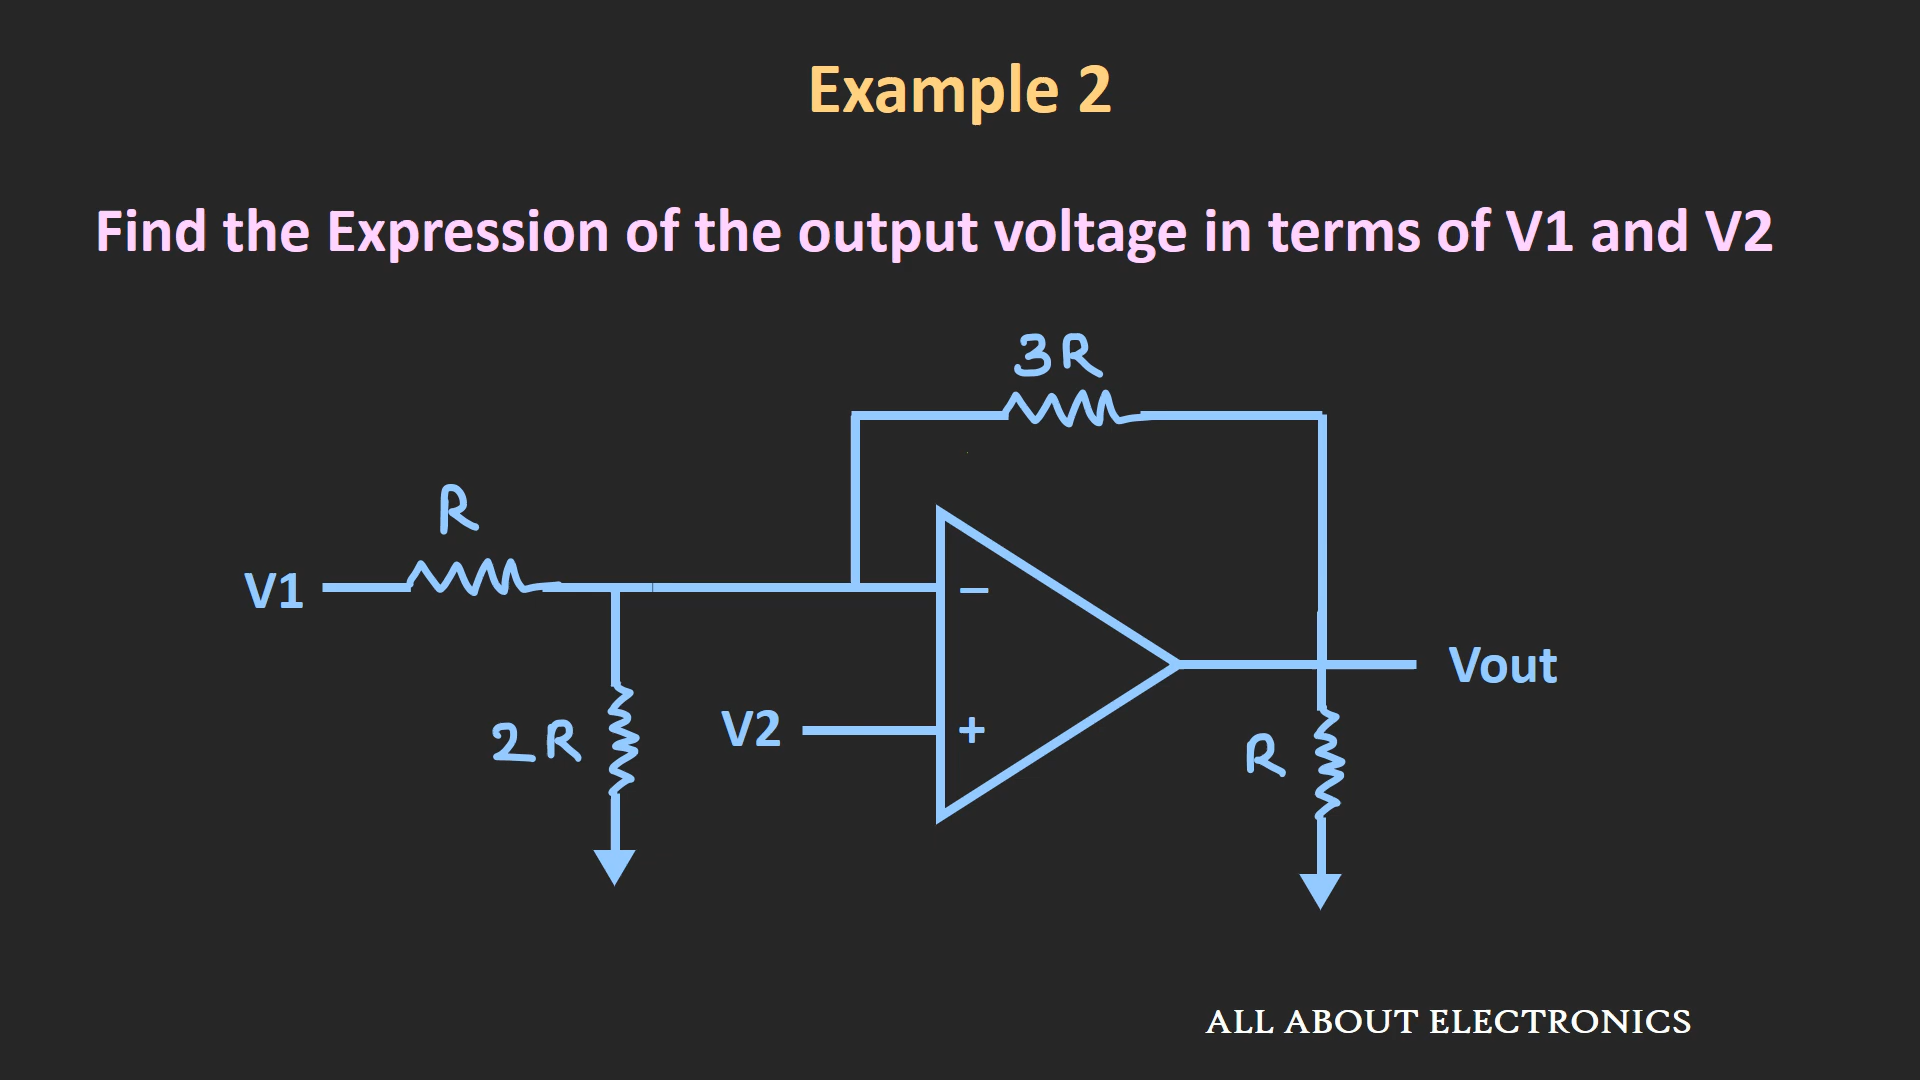 Example 2
Find the Expression of the output voltage in terms of V1 and V2
3R
R
V1
−
2R
V2
+
Vout
R
ALL ABOUT ELECTRONICS